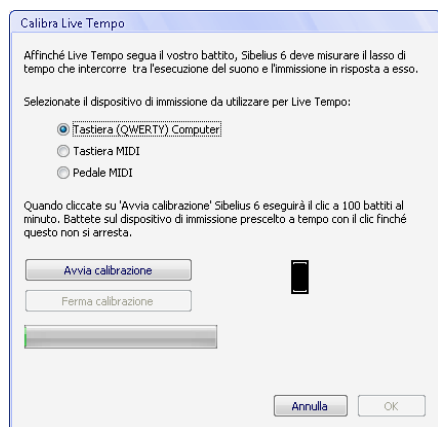 Calibra Live Tempo
Affinché Live Tempo segua il vostro battito, Sibelius 6 deve misurare il lasso di
tempo che intercorre tra l'esecuzione del suono e l'immissione in risposta a esso.
Selezionate il dispositivo di immissione da utilizzare per Live Tempo:
Tastiera (QWERTY) Computer
Tastiera MIDI
Pedale MIDI
Quando cliccate su 'Avvia calibrazione' Sibelius 6 eseguirà il clic a 100 battiti al
minuto. Battete sul dispositivo di immissione prescelto a tempo con il clic finché
questo non si arresta.
Avvia calibrazione
Ferma calibrazione
Annulla
OK